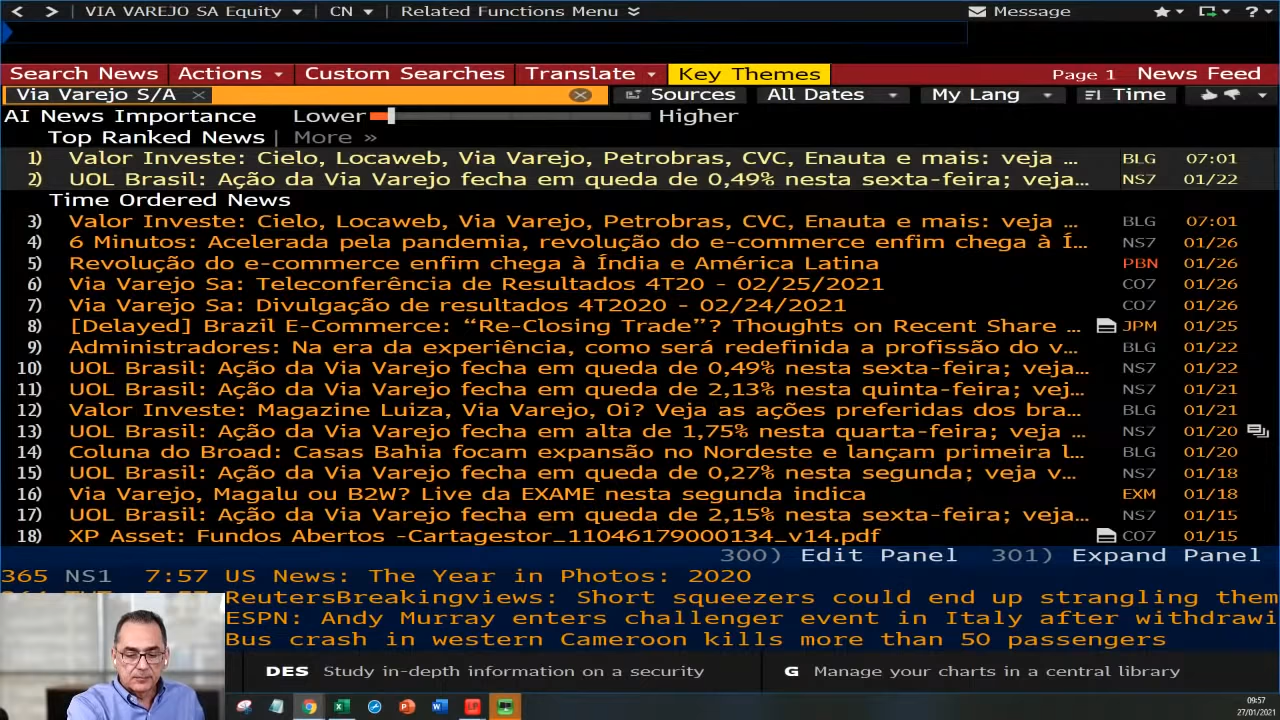 < > VIA VAREJO SA Equity CN Related Functions Menu Message ?
Search News Actions Custom Searches Translate Key Themes Page 1 News Feed
Via Varejo S/A × Sources All Dates My Lang Time
AI News Importance Lower Higher
Top Ranked News | More »
1) Valor Investe: Cielo, Locaweb, Via Varejo, Petrobras, CVC, Enauta e mais: veja … BLG 07:01
2) UOL Brasil: Ação da Via Varejo fecha em queda de 0,49% nesta sexta-feira; veja… NS7 01/22
Time Ordered News
3) Valor Investe: Cielo, Locaweb, Via Varejo, Petrobras, CVC, Enauta e mais: veja … BLG 07:01
4) 6 Minutos: Acelerada pela pandemia, revolução do e-commerce enfim chega à Í… NS7 01/26
5) Revolução do e-commerce enfim chega à Índia e América Latina PBN 01/26
6) Via Varejo Sa: Teleconferência de Resultados 4T20 - 02/25/2021 CO7 01/26
7) Via Varejo Sa: Divulgação de resultados 4T2020 - 02/24/2021 CO7 01/26
8) [Delayed] Brazil E-Commerce: “Re-Closing Trade”? Thoughts on Recent Share … JPM 01/25
9) Administradores: Na era da experiência, como será redefinida a profissão do v… BLG 01/22
10) UOL Brasil: Ação da Via Varejo fecha em queda de 0,49% nesta sexta-feira; veja… NS7 01/22
11) UOL Brasil: Ação da Via Varejo fecha em queda de 2,13% nesta quinta-feira; vej… NS7 01/21
12) Valor Investe: Magazine Luiza, Via Varejo, Oi? Veja as ações preferidas dos bra… BLG 01/21
13) UOL Brasil: Ação da Via Varejo fecha em alta de 1,75% nesta quarta-feira; veja … NS7 01/20
14) Coluna do Broad: Casas Bahia focam expansão no Nordeste e lançam primeira l… BLG 01/20
15) UOL Brasil: Ação da Via Varejo fecha em queda de 0,27% nesta segunda; veja v… NS7 01/18
16) Via Varejo, Magalu ou B2W? Live da EXAME nesta segunda indica EXM 01/18
17) UOL Brasil: Ação da Via Varejo fecha em queda de 2,15% nesta sexta-feira; veja… NS7 01/15
18) XP Asset: Fundos Abertos -Cartagestor_11046179000134_v14.pdf CO7 01/15
300) Edit Panel 301) Expand Panel
365 NS1 7:57 US News: The Year in Photos: 2020
ReutersBreakingviews: Short squeezers could end up strangling them
ESPN: Andy Murray enters challenger event in Italy after withdrawi
Bus crash in western Cameroon kills more than 50 passengers
DES Study in-depth information on a security G Manage your charts in a central library
09:57
27/01/2021